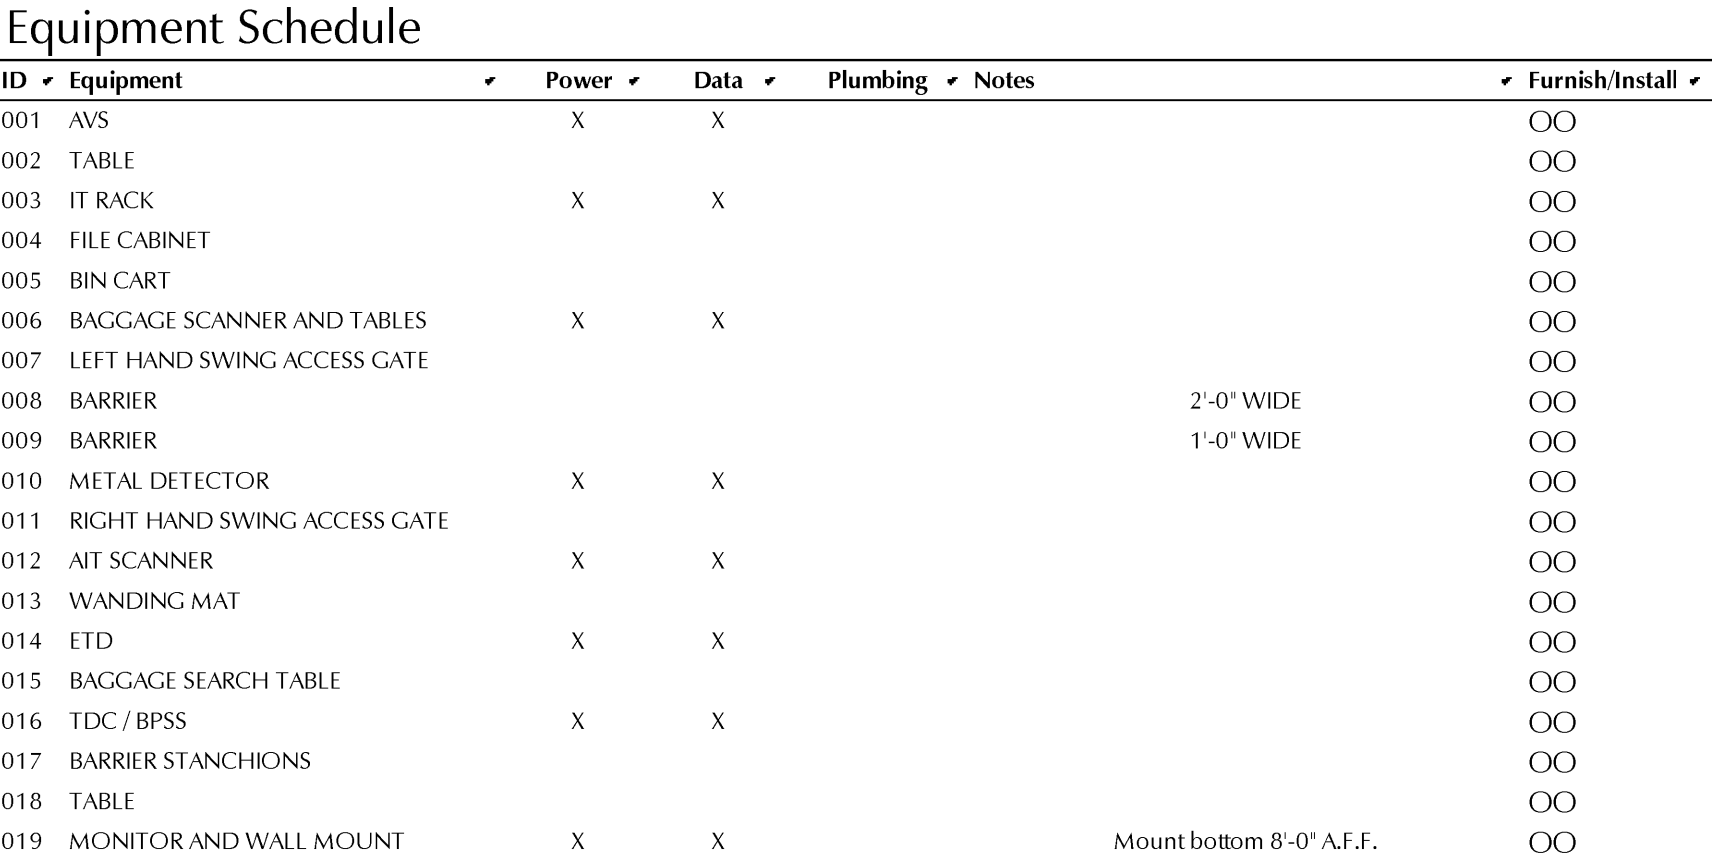 Equipment Schedule
ID Equipment Power Data Plumbing Notes Furnish/Install
001 AVS X X OO
002 TABLE OO
003 IT RACK X X OO
004 FILE CABINET OO
005 BIN CART OO
006 BAGGAGE SCANNER AND TABLES X X OO
007 LEFT HAND SWING ACCESS GATE OO
008 BARRIER 2'-0" WIDE OO
009 BARRIER 1'-0" WIDE OO
010 METAL DETECTOR X X OO
011 RIGHT HAND SWING ACCESS GATE OO
012 AIT SCANNER X X OO
013 WANDING MAT OO
014 ETD X X OO
015 BAGGAGE SEARCH TABLE OO
016 TDC / BPSS X X OO
017 BARRIER STANCHIONS OO
018 TABLE OO
019 MONITOR AND WALL MOUNT X X Mount bottom 8'-0" A.F.F. OO